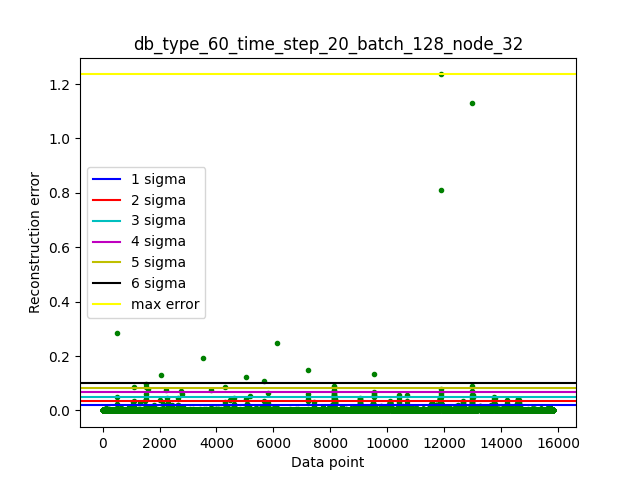 db_type_60_time_step_20_batch_128_node_32
1.2
1.0
0.8
0.6
0.4
0.2
0.0
Reconstruction error
1 sigma
2 sigma
3 sigma
4 sigma
5 sigma
6 sigma
max error
0 2000 4000 6000 8000 10000 12000 14000 16000
Data point